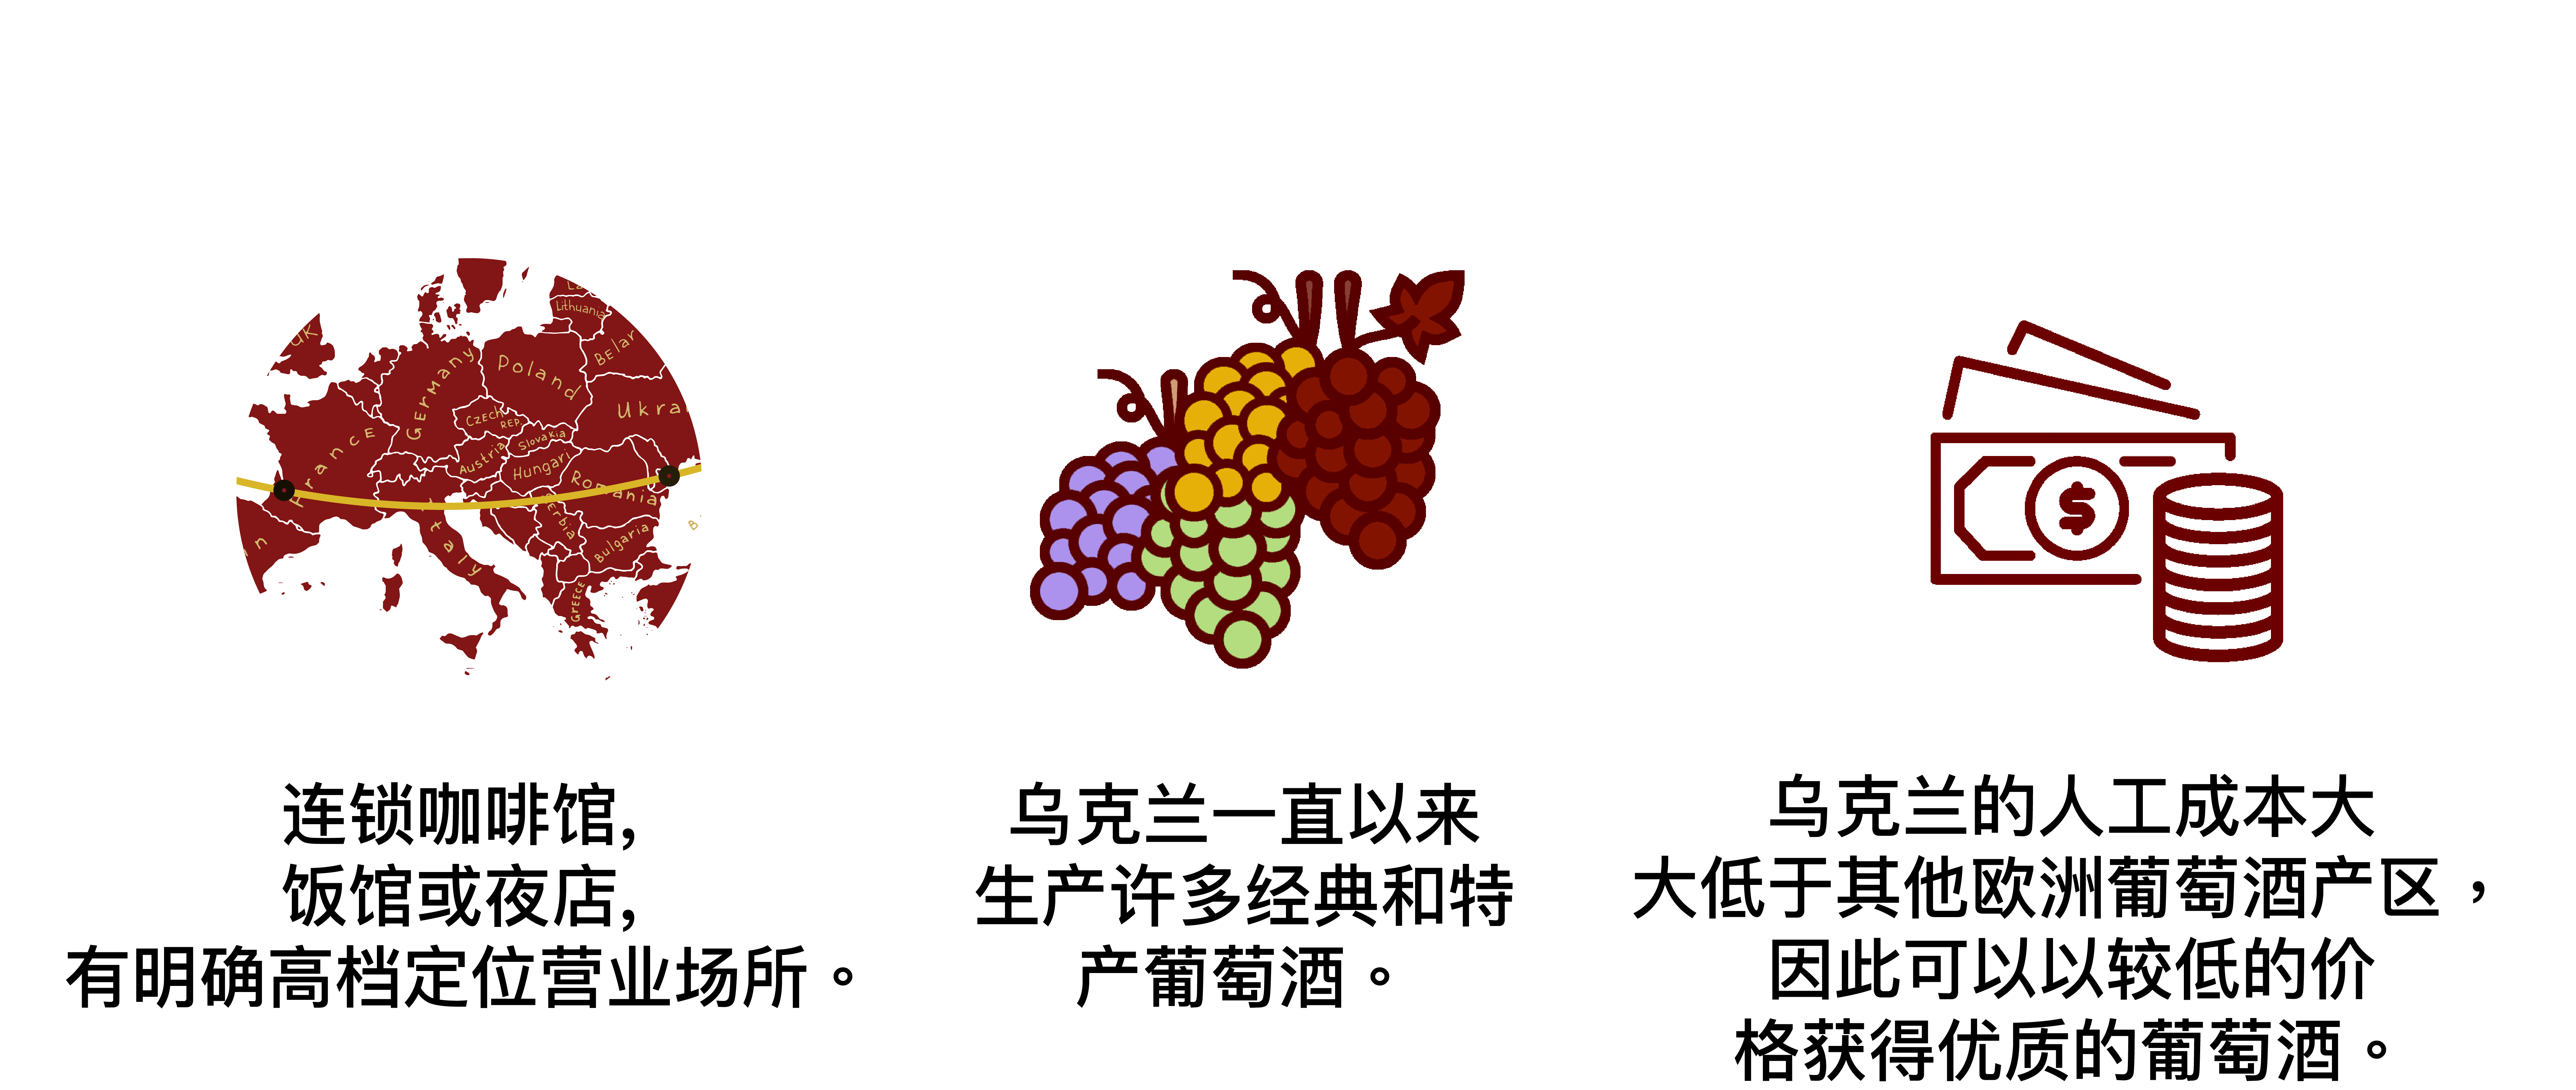 UK
La
Lithuania
Belar
Germany
Poland
Ukrai
Czech
Rep.
Slovakia
France
Austria
Hungari
Romania
Italy
Serbia
Bulgaria
Greece
n
B
连锁咖啡馆,
饭馆或夜店,
有明确高档定位营业场所。
乌克兰一直以来
生产许多经典和特
产葡萄酒。
$
乌克兰的人工成本大
大低于其他欧洲葡萄酒产区，
因此可以以较低的价
格获得优质的葡萄酒。